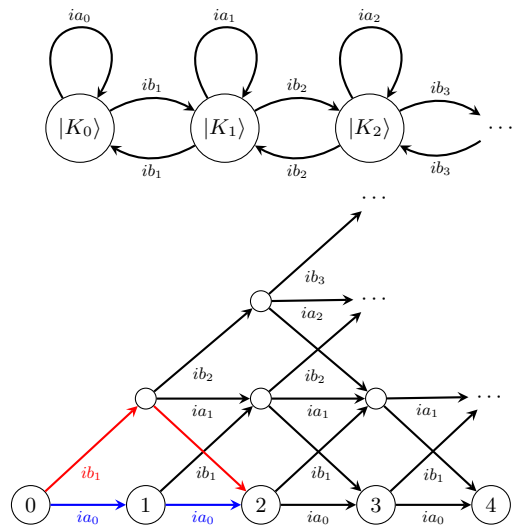 ia₀ ia₁ ia₂
ib₁ ib₂ ib₃
|K₀⟩ |K₁⟩ |K₂⟩ ⋯
ib₁ ib₂ ib₃
⋯
ib₃
⋯
ia₂
ib₂ ib₂
⋯
ia₁ ia₁ ia₁
ib₁ ib₁ ib₁ ib₁
0 1 2 3 4
ia₀ ia₀ ia₀ ia₀